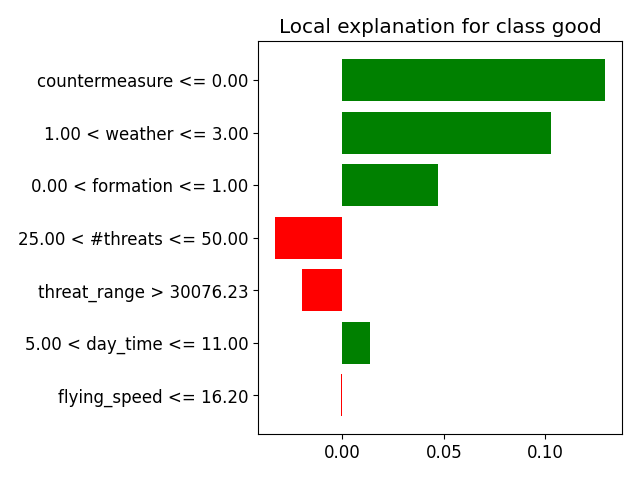 Local explanation for class good
countermeasure <= 0.00
1.00 < weather <= 3.00
0.00 < formation <= 1.00
25.00 < #threats <= 50.00
threat_range > 30076.23
5.00 < day_time <= 11.00
flying_speed <= 16.20
0.00 0.05 0.10